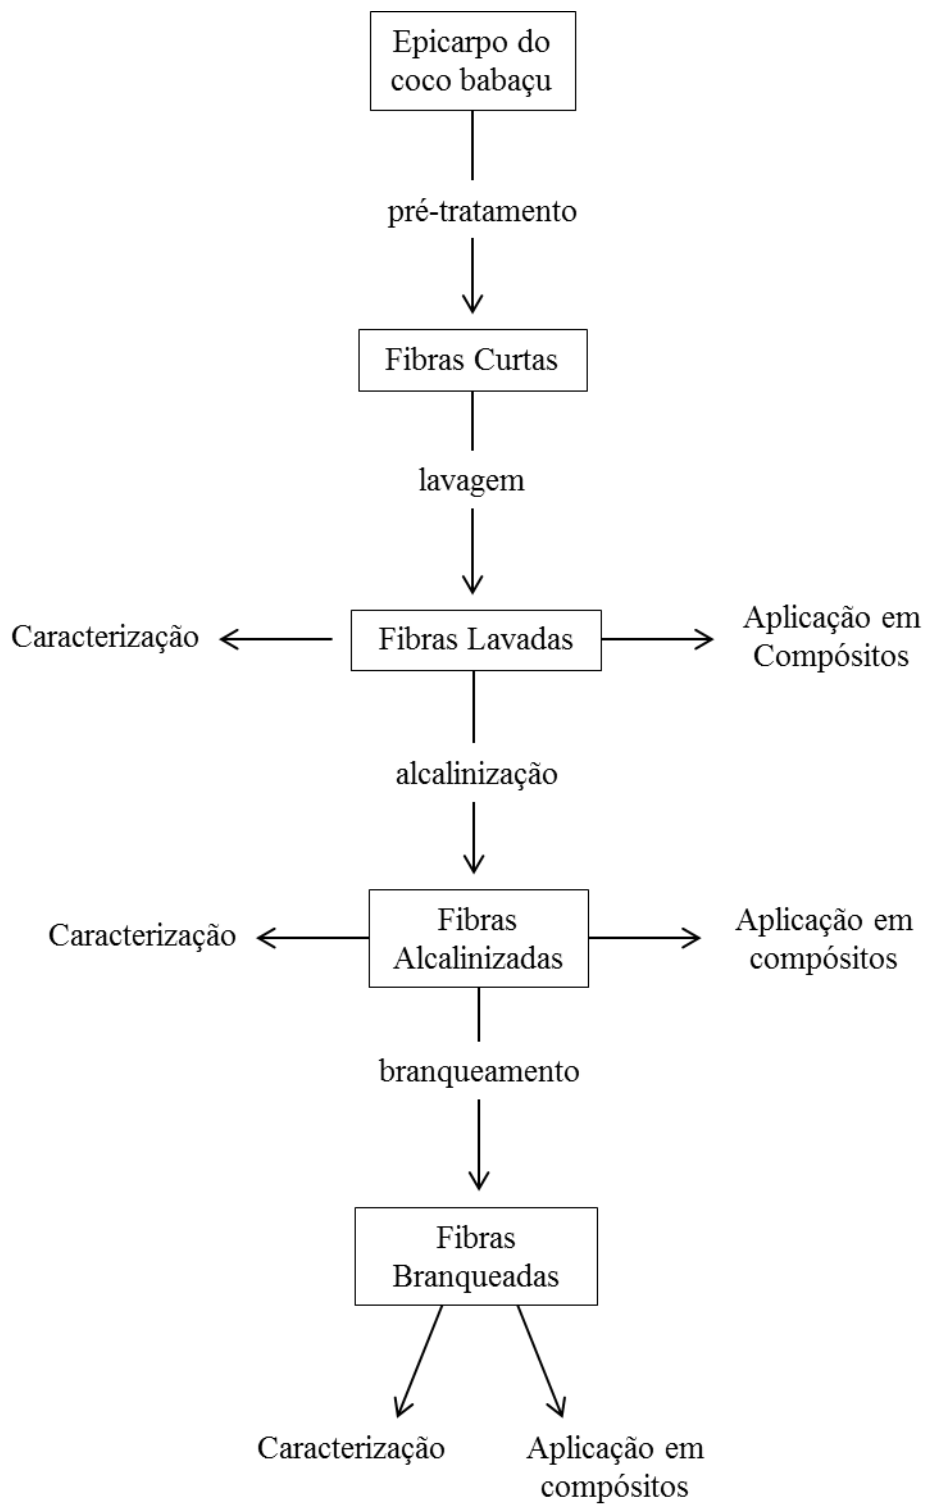 Epicarpo do
coco babaçu
pré-tratamento
Fibras Curtas
lavagem
Caracterização
Fibras Lavadas
Aplicação em
Compósitos
alcalinização
Caracterização
Fibras
Alcalinizadas
Aplicação em
compósitos
branqueamento
Fibras
Branqueadas
Caracterização
Aplicação em
compósitos